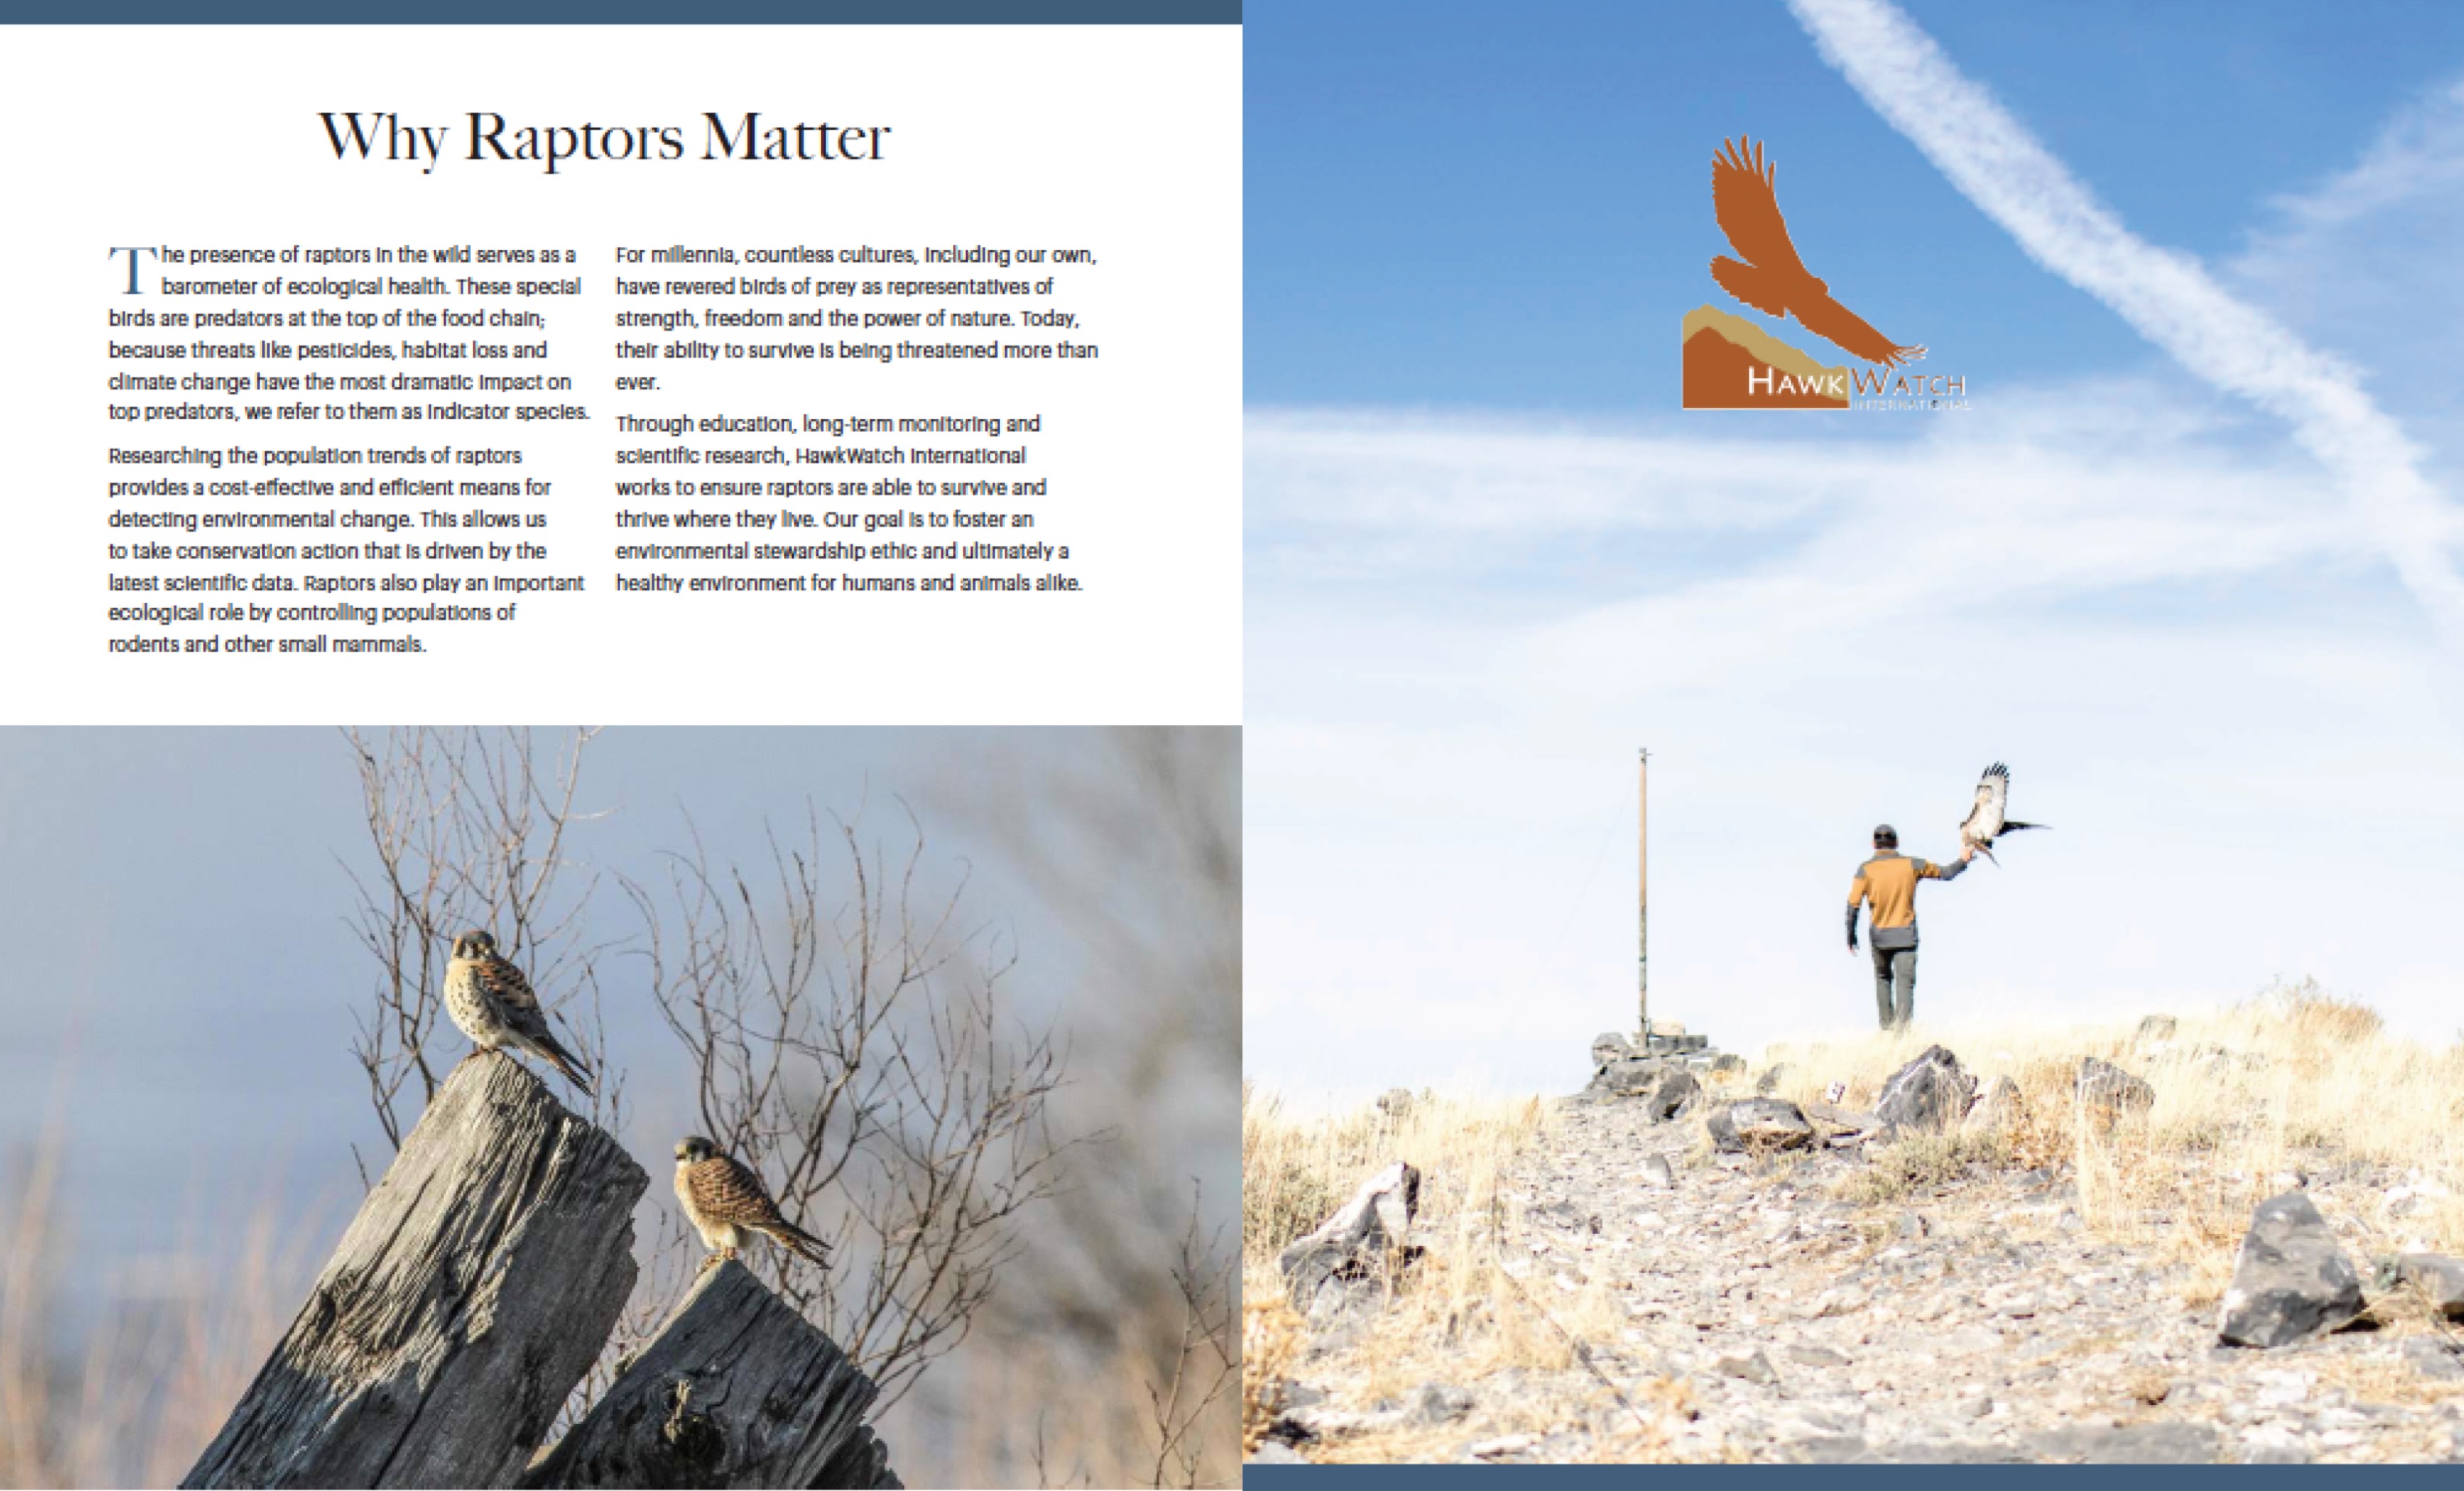 Why Raptors Matter
The presence of raptors in the wild serves as a
barometer of ecological health. These special
birds are predators at the top of the food chain;
because threats like pesticides, habitat loss and
climate change have the most dramatic impact on
top predators, we refer to them as indicator species.
Researching the population trends of raptors
provides a cost-effective and efficient means for
detecting environmental change. This allows us
to take conservation action that is driven by the
latest scientific data. Raptors also play an important
ecological role by controlling populations of
rodents and other small mammals.
For millennia, countless cultures, including our own,
have revered birds of prey as representatives of
strength, freedom and the power of nature. Today,
their ability to survive is being threatened more than
ever.
Through education, long-term monitoring and
scientific research, HawkWatch International
works to ensure raptors are able to survive and
thrive where they live. Our goal is to foster an
environmental stewardship ethic and ultimately a
healthy environment for humans and animals alike.
HAWKWATCH
INTERNATIONAL